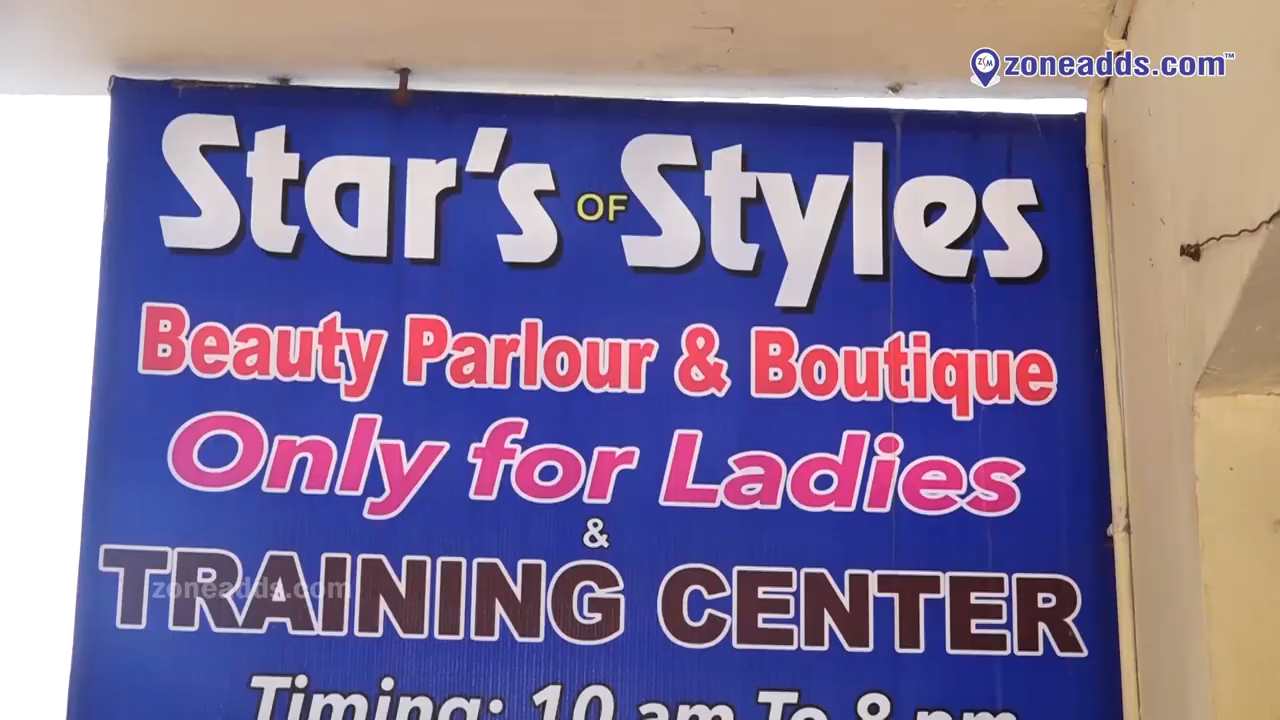 zoneadds.com™
Star's OF Styles
Beauty Parlour & Boutique
Only for Ladies
&
TRAINING CENTER
zoneadds.com
Timing: 10 am To 8 pm